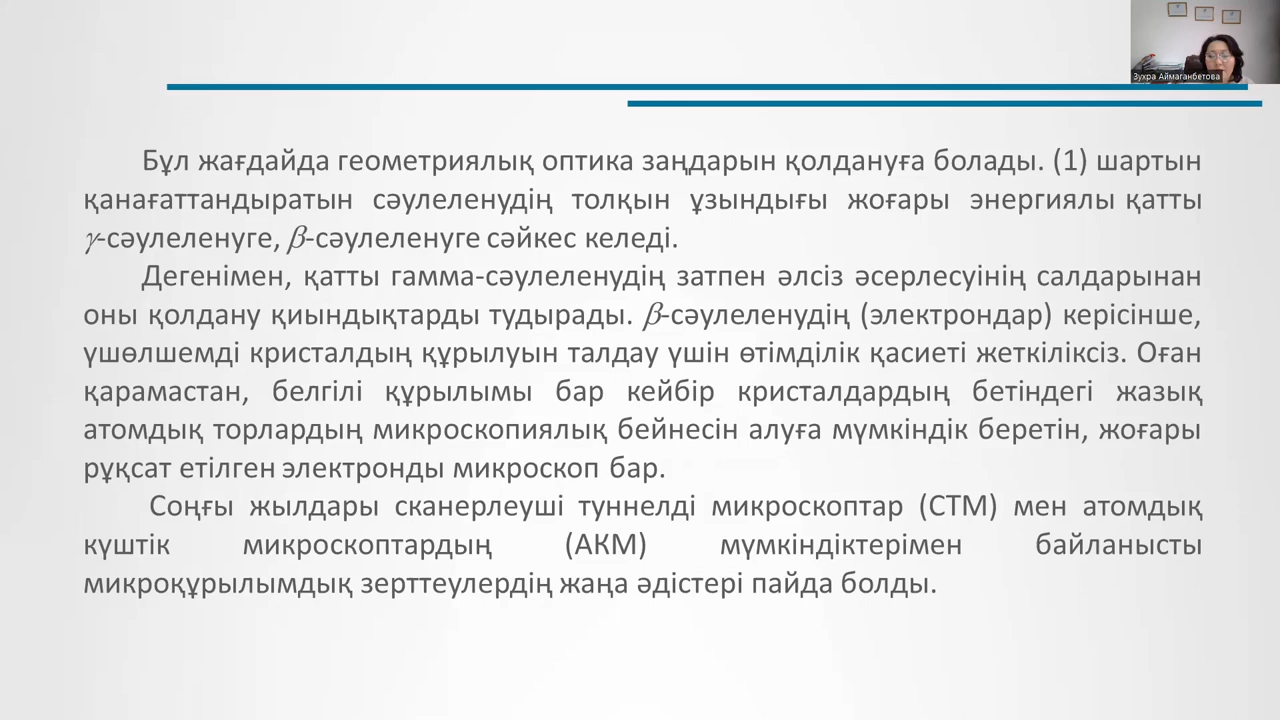 Зухра Аймаганбетова
Бұл жағдайда геометриялық оптика заңдарын қолдануға болады. (1) шартын
қанағаттандыратын сәулеленудің толқын ұзындығы жоғары энергиялы қатты
γ-сәулеленуге, β-сәулеленуге сәйкес келеді.
Дегенімен, қатты гамма-сәулеленудің затпен әлсіз әсерлесуінің салдарынан
оны қолдану қиындықтарды тудырады. β-сәулеленудің (электрондар) керісінше,
үшөлшемді кристалдың құрылуын талдау үшін өтімділік қасиеті жеткіліксіз. Оған
қарамастан, белгілі құрылымы бар кейбір кристалдардың бетіндегі жазық
атомдық торлардың микроскопиялық бейнесін алуға мүмкіндік беретін, жоғары
рұқсат етілген электронды микроскоп бар.
Соңғы жылдары сканерлеуші туннелді микроскоптар (СТМ) мен атомдық
күштік микроскоптардың (АКМ) мүмкіндіктерімен байланысты
микроқұрылымдық зерттеулердің жаңа әдістері пайда болды.